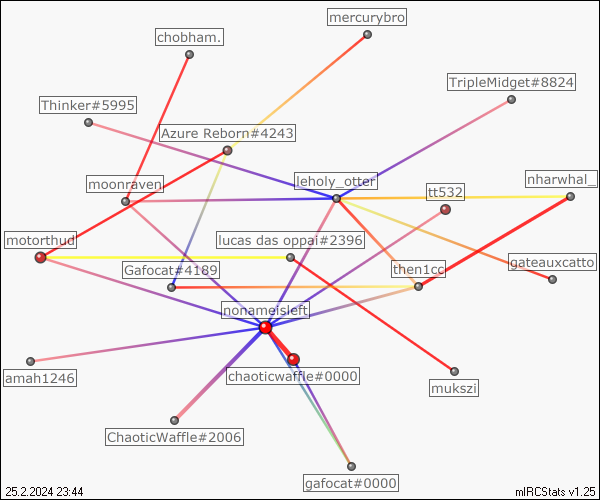 mercurybro
chobham.
TripleMidget#8824
Thinker#5995
Azure Reborn#4243
nharwhal_
leholy_otter
moonraven
tt532
motorthud
lucas das oppai#2396
gateauxcatto
Gafocat#4189
then1cc
nonameisleft
chaoticwaffle#0000
amah1246
mukszi
ChaoticWaffle#2006
gafocat#0000
25.2.2024 23:44
mIRCStats v1.25